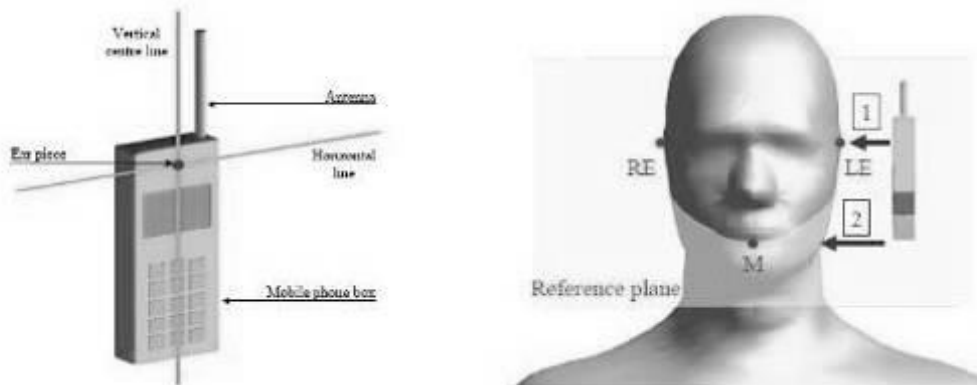 Vertical
centre line
Antenna
Ear piece
Horizontal
line
Mobile phone box
1
RE
LE
2
M
Reference plane